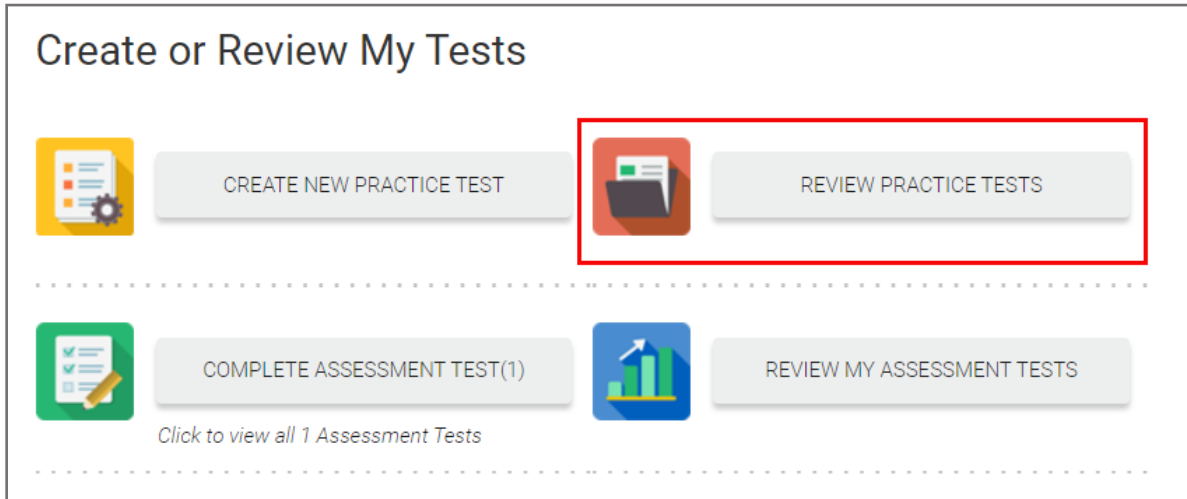 Create or Review My Tests
CREATE NEW PRACTICE TEST
REVIEW PRACTICE TESTS
COMPLETE ASSESSMENT TEST(1)
REVIEW MY ASSESSMENT TESTS
Click to view all 1 Assessment Tests